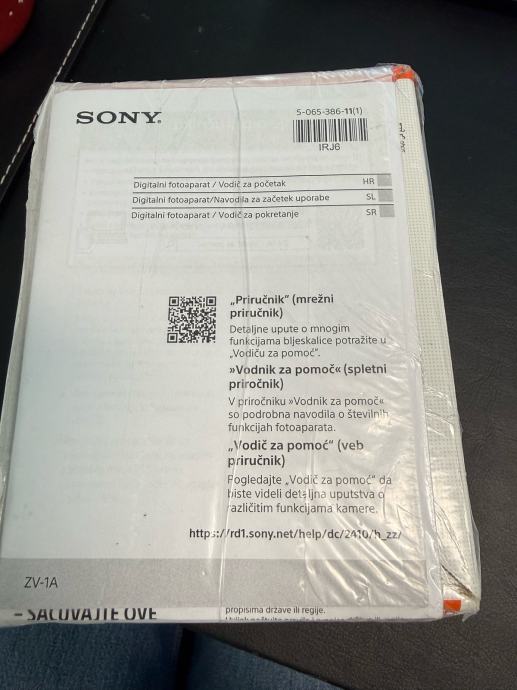 SONY®
5-065-386-11(1)
IRJ6
Digitalni fotoaparat / Vodič za početak HR
Digitalni fotoaparat/Navodila za začetek uporabe SL
Digitalni fotoaparat / Vodič za pokretanje SR
„Priručnik“ (mrežni
priručnik)
Detaljne upute o mnogim
funkcijama bljeskalice potražite u
„Vodiču za pomoć“.
»Vodnik za pomoč« (spletni
priročnik)
V priročniku »Vodnik za pomoč«
so podrobna navodila o številnih
funkcijah fotoaparata.
„Vodič za pomoć“ (veb
priručnik)
Pogledajte „Vodič za pomoć“ da
biste videli detaljna uputstva o
različitim funkcijama kamere.
https://rd1.sony.net/help/dc/2410/h_zz/
ZV-1A
– SAČUVAJTE OVE
propisima države ili regije.